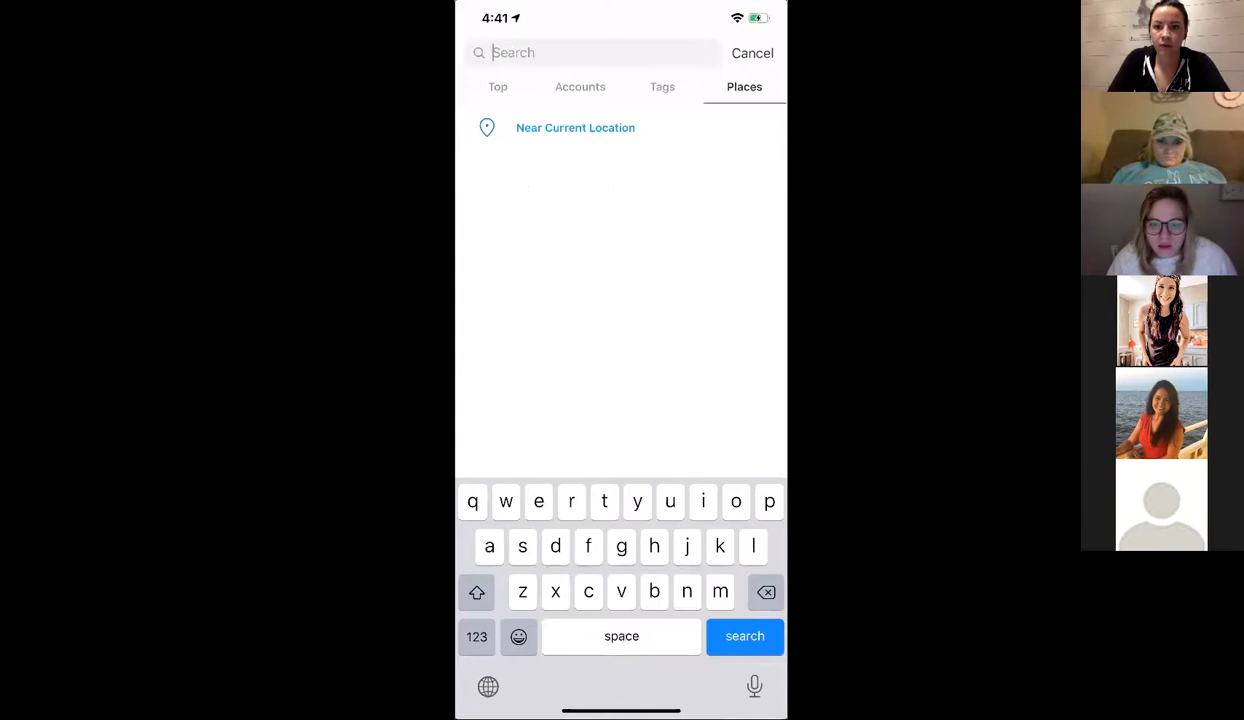 4:41
Search
Cancel
Top
Accounts
Tags
Places
Near Current Location
q w e r t y u i o p
a s d f g h j k l
z x c v b n m
123
space
search